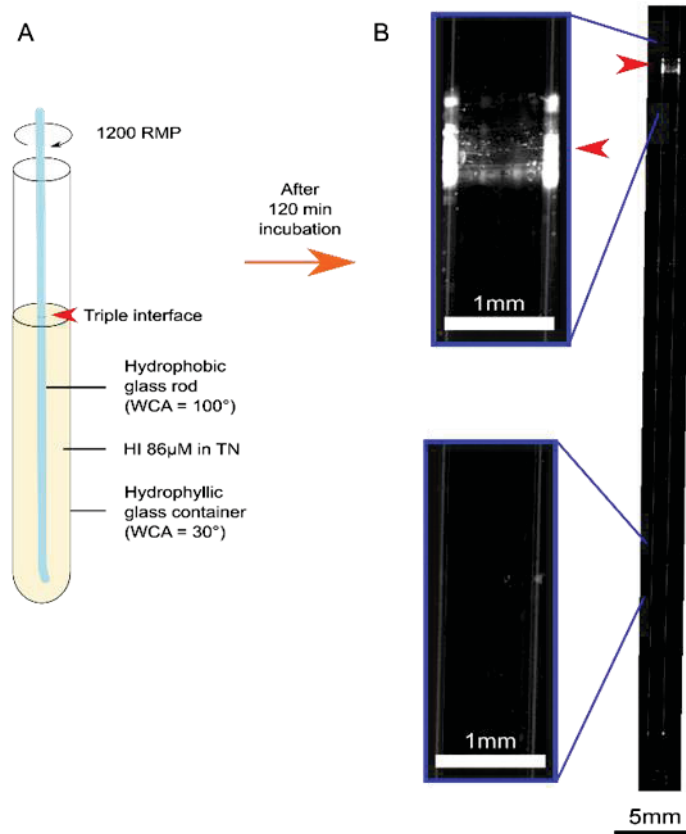 A
1200 RMP
Triple interface
Hydrophobic
glass rod
(WCA = 100°)
HI 86µM in TN
Hydrophyllic
glass container
(WCA = 30°)
After
120 min
incubation
B
1mm
1mm
5mm